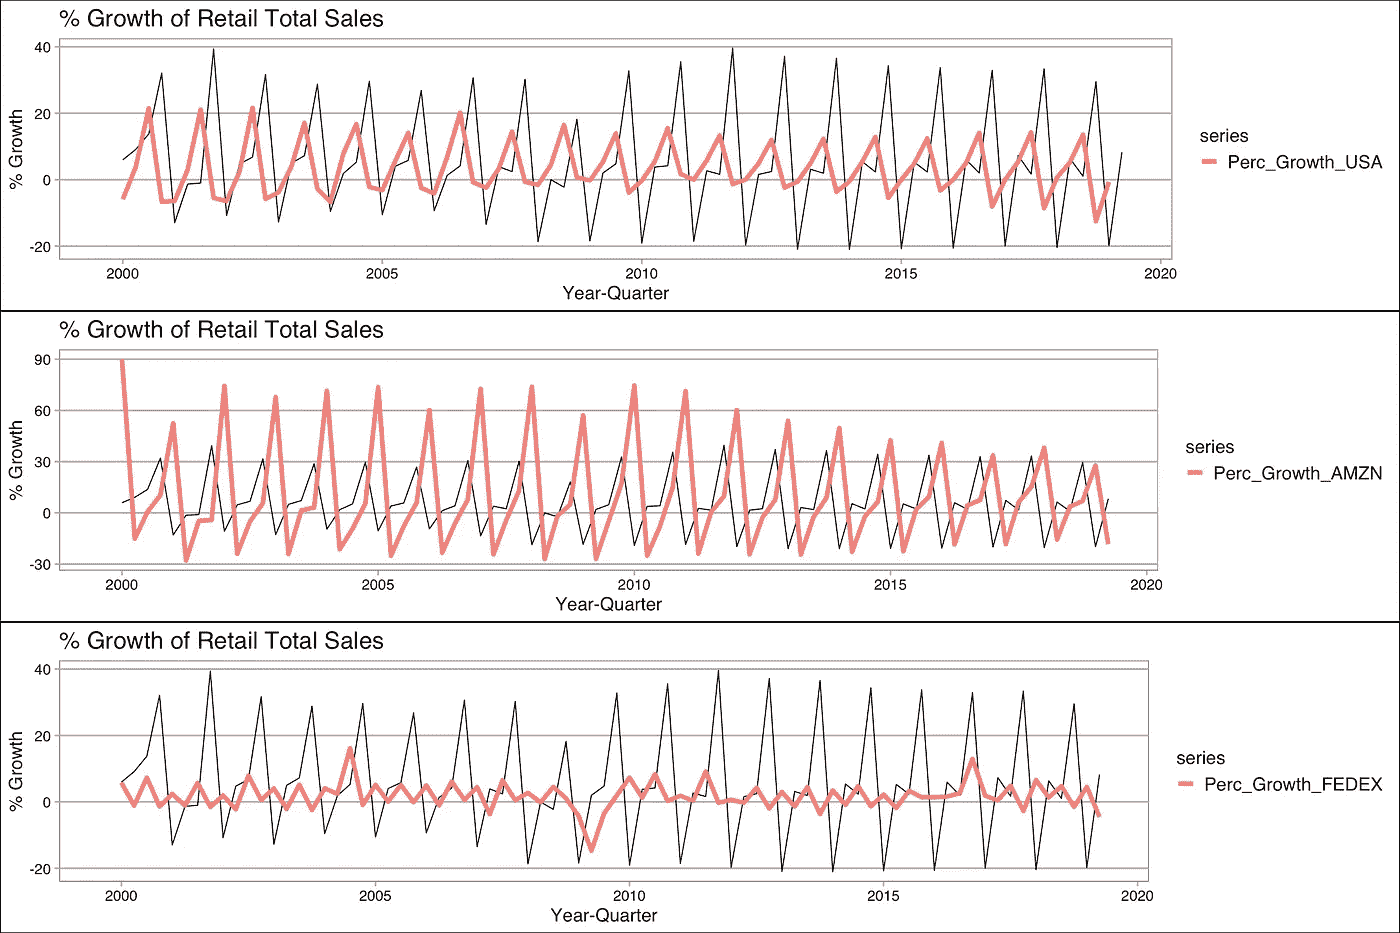 % Growth of Retail Total Sales
40
20
0
-20
% Growth
2000 2005 2010 2015 2020
Year-Quarter
series
Perc_Growth_USA
% Growth of Retail Total Sales
90
60
30
0
-30
% Growth
2000 2005 2010 2015 2020
Year-Quarter
series
Perc_Growth_AMZN
% Growth of Retail Total Sales
40
20
0
-20
% Growth
2000 2005 2010 2015 2020
Year-Quarter
series
Perc_Growth_FEDEX